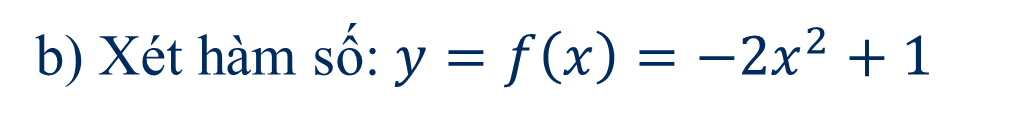 b) Xét hàm số: y = f(x) = −2x² + 1